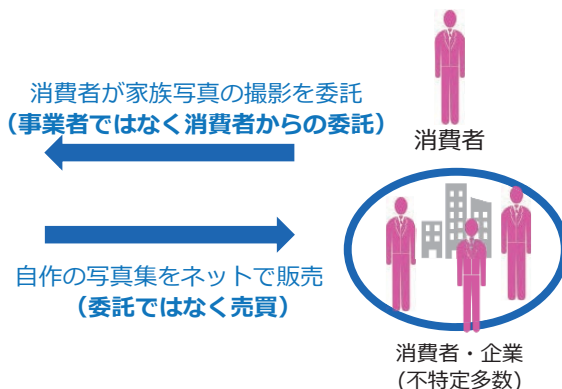 消費者が家族写真の撮影を委託
（事業者ではなく消費者からの委託）
消費者
自作の写真集をネットで販売
（委託ではなく売買）
消費者・企業
(不特定多数)